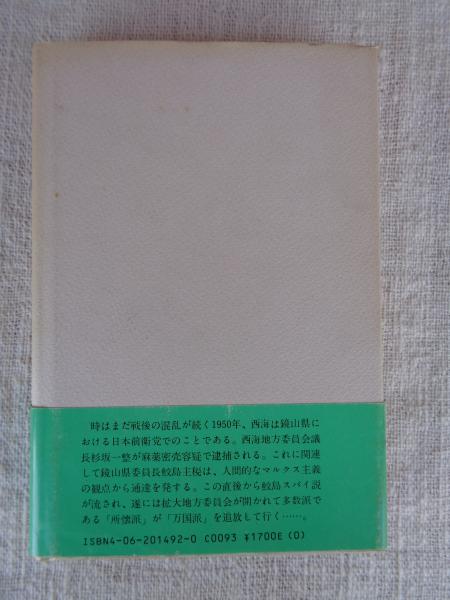 時はまだ戦後の混乱が続く1950年、西海は鏡山県に
おける日本前衛党でのことである。西海地方委員会議
長杉坂一整が麻薬密売容疑で逮捕される。これに関連
して鏡山県委員長鮫島主税は、人間的なマルクス主義
の観点から通達を発する。この直後から鮫島スパイ説
が流され、遂には拡大地方委員会が開かれて多数派で
ある「所懐派」が「万国派」を追放して行く……。
ISBN4-06-201492-0 C0093 ¥1700E (0)